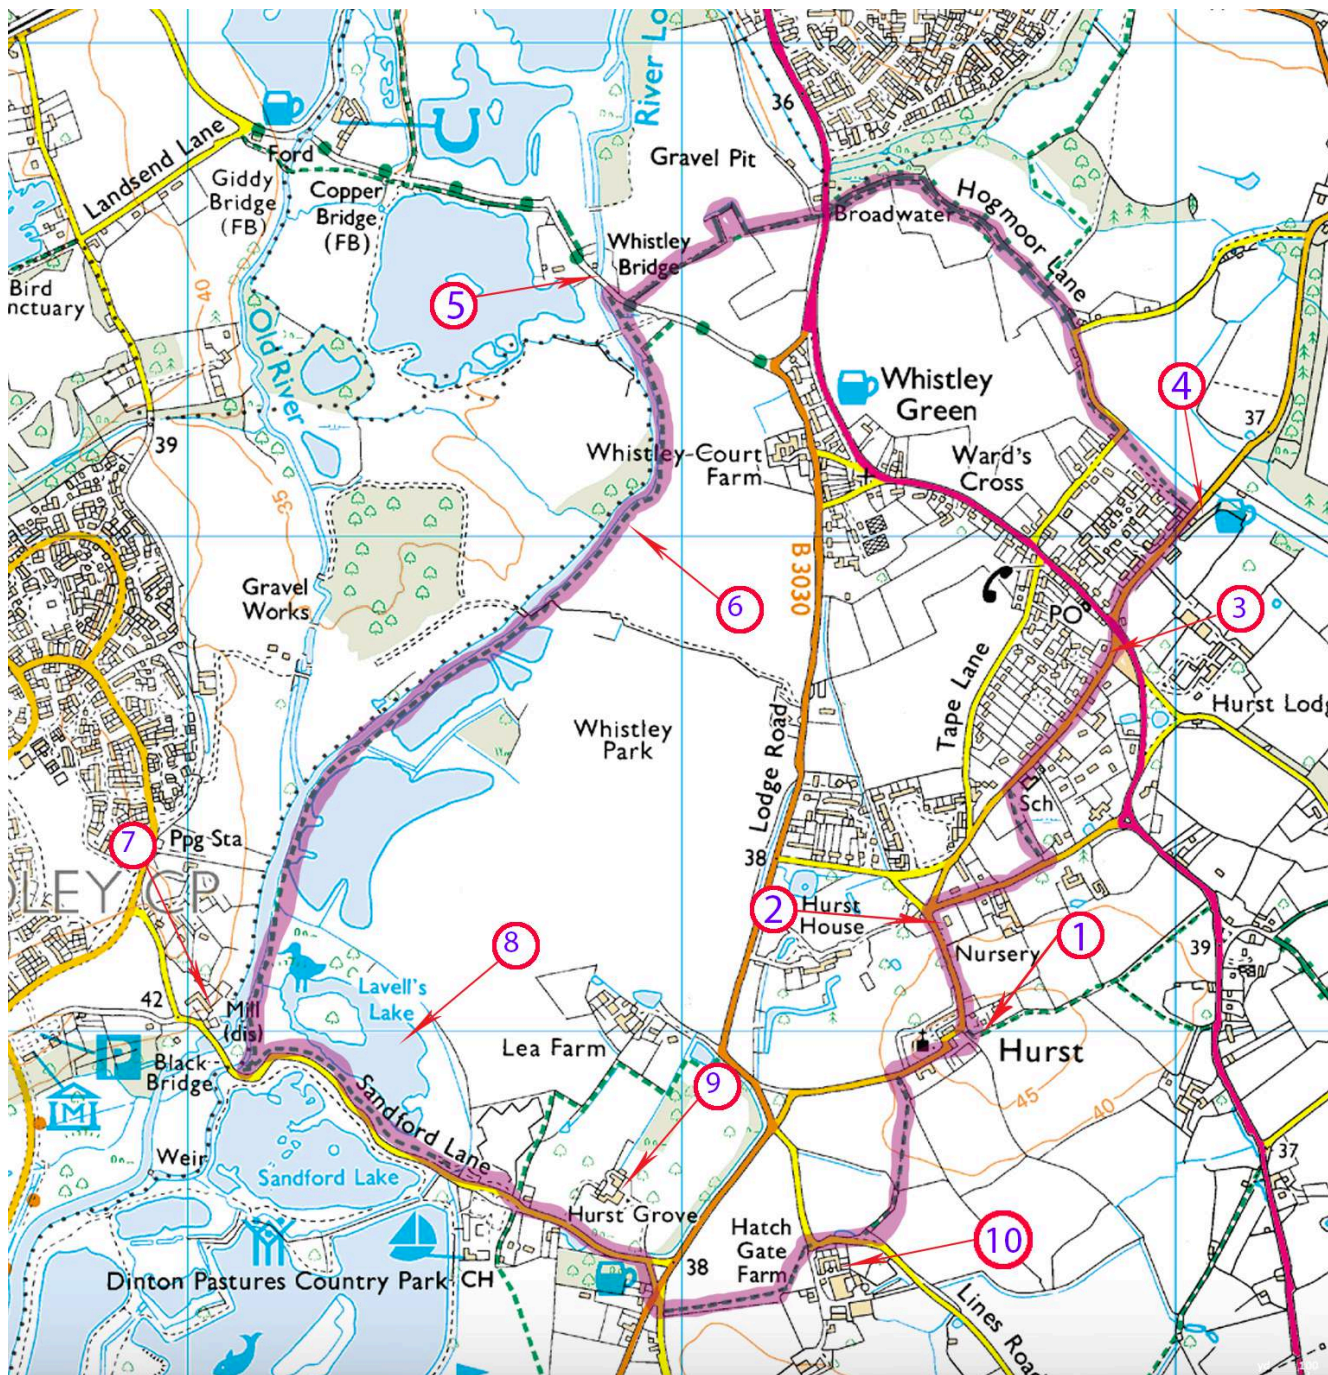 River Lo
36
Gravel Pit
Landsend Lane
Ford
Giddy
Bridge
(FB)
Copper
Bridge
(FB)
Hogmoor Lane
Broadwater
Whistley
Bridge
Bird
nctuary
40
5
Old River
4
37
Whistley
Green
39
Whistley Court
Farm
Ward's
Cross
35
B 3030
Gravel
Works
6
PO
3
Tape Lane
Hurst Lodg
Whistley
Park
Lodge Road
Sch
7
Ppg Sta
38
DLEY CP
2
Hurst
House
1
8
Nursery
39
Lavell's
Lake
42
Mill
(dis)
Lea Farm
Hurst
P
Black
Bridge
9
45
40
M
Sandford Lane
Weir
Sandford Lake
37
Hurst Grove
Hatch
Gate
Farm
10
38
Dinton Pastures Country Park
CH
Lines Road
100